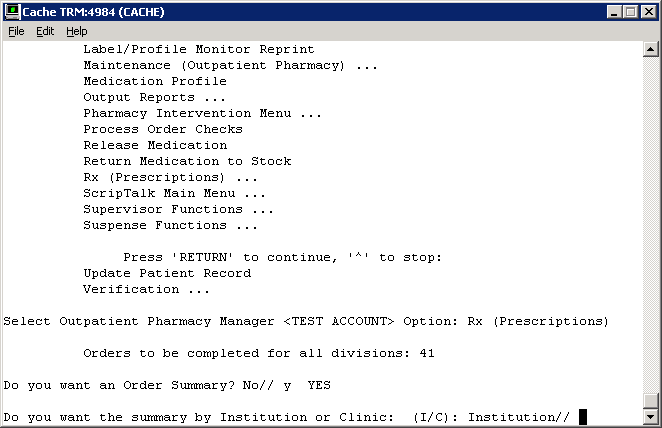 Cache TRM:4984 (CACHE)
File Edit Help
Label/Profile Monitor Reprint
Maintenance (Outpatient Pharmacy) ...
Medication Profile
Output Reports ...
Pharmacy Intervention Menu ...
Process Order Checks
Release Medication
Return Medication to Stock
Rx (Prescriptions) ...
ScripTalk Main Menu ...
Supervisor Functions ...
Suspense Functions ...
Press 'RETURN' to continue, '^' to stop:
Update Patient Record
Verification ...
Select Outpatient Pharmacy Manager <TEST ACCOUNT> Option: Rx (Prescriptions)
Orders to be completed for all divisions: 41
Do you want an Order Summary? No// y  YES
Do you want the summary by Institution or Clinic:  (I/C): Institution//